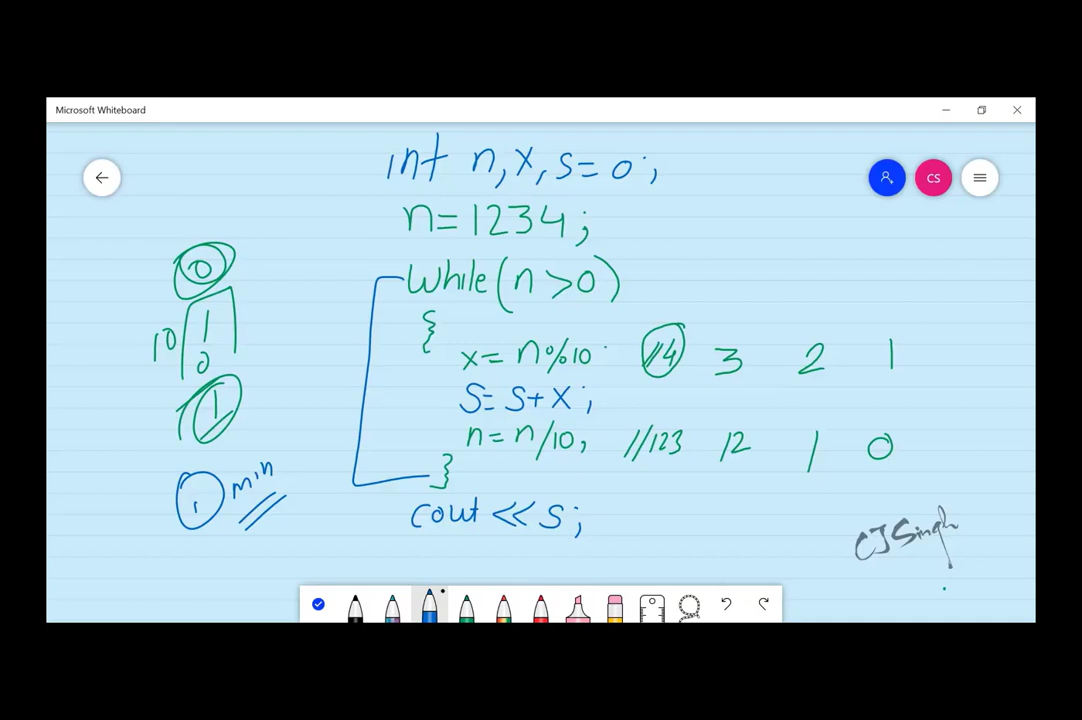 Microsoft Whiteboard
CS
int n, x, s = 0 ;
n = 1234 ;
while (n > 0)
{
x = n%10 //4 3 2 1
s = s + x ;
n = n/10, //123 12 1 0
}
cout << s ;
0
1
10
0
1
1 min
CJSingh